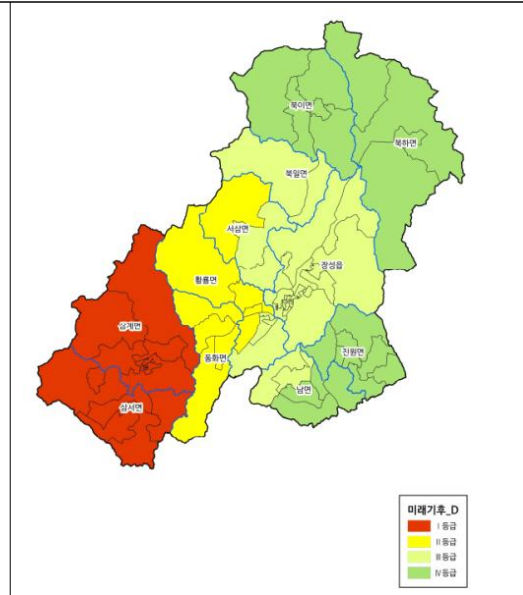 북이면
북하면
북일면
서삼면
장성읍
황룡면
삼계면
동화면
진원면
남면
삼서면
미래기후_D
Ⅰ 등급
Ⅱ 등급
Ⅲ 등급
Ⅳ 등급